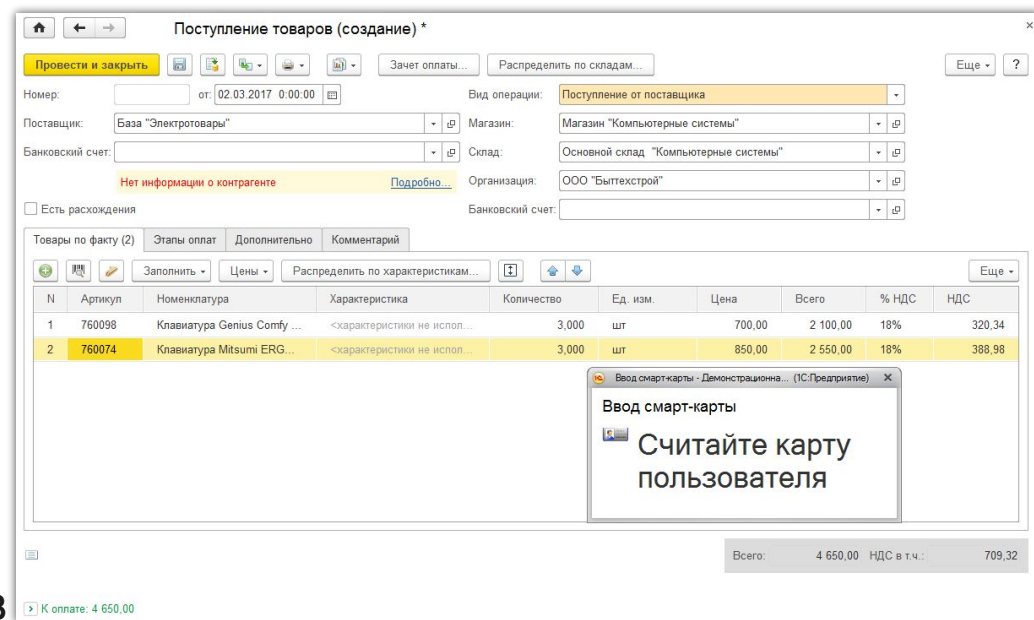 Поступление товаров (создание) *
×
Провести и закрыть Зачет оплаты... Распределить по складам... Еще ?
Номер: от: 02.03.2017 0:00:00 Вид операции: Поступление от поставщика
Поставщик: База "Электротовары" Магазин: Магазин "Компьютерные системы"
Банковский счет: Склад: Основной склад "Компьютерные системы"
Нет информации о контрагенте Подробно... Организация: ООО "Быттехстрой"
Есть расхождения Банковский счет:
Товары по факту (2) Этапы оплат Дополнительно Комментарий
Заполнить Цены Распределить по характеристикам... Еще
N Артикул Номенклатура Характеристика Количество Ед. изм. Цена Всего % НДС НДС
1 760098 Клавиатура Genius Comfy ... <характеристики не испол... 3,000 шт 700,00 2 100,00 18% 320,34
2 760074 Клавиатура Mitsumi ERG... <характеристики не испол... 3,000 шт 850,00 2 550,00 18% 388,98
Ввод смарт-карты - Демонстрационна... (1С:Предприятие) ×
Ввод смарт-карты
Считайте карту
пользователя
Всего: 4 650,00 НДС в т.ч.: 709,32
К оплате: 4 650,00